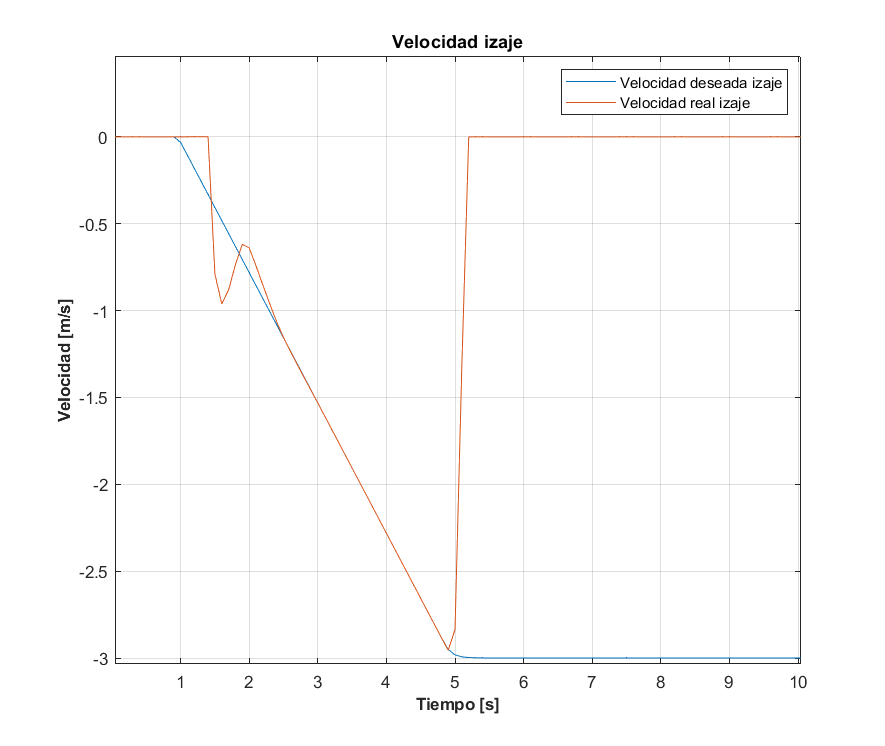 Velocidad izaje
Velocidad deseada izaje
Velocidad real izaje
0
-0.5
-1
-1.5
-2
-2.5
-3
Velocidad [m/s]
1 2 3 4 5 6 7 8 9 10
Tiempo [s]